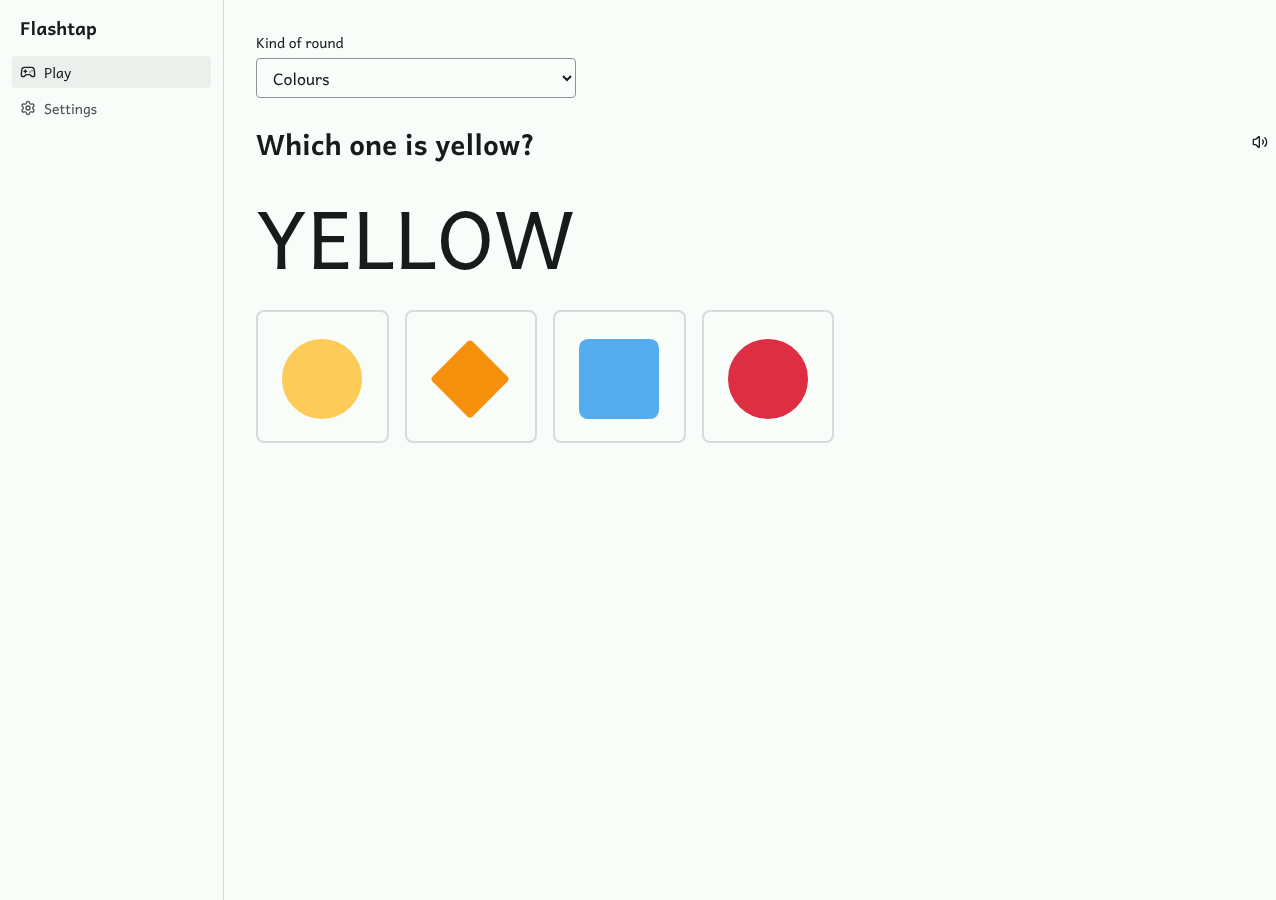 Flashtap
Play
Settings
Kind of round
Colours
Which one is yellow?
YELLOW